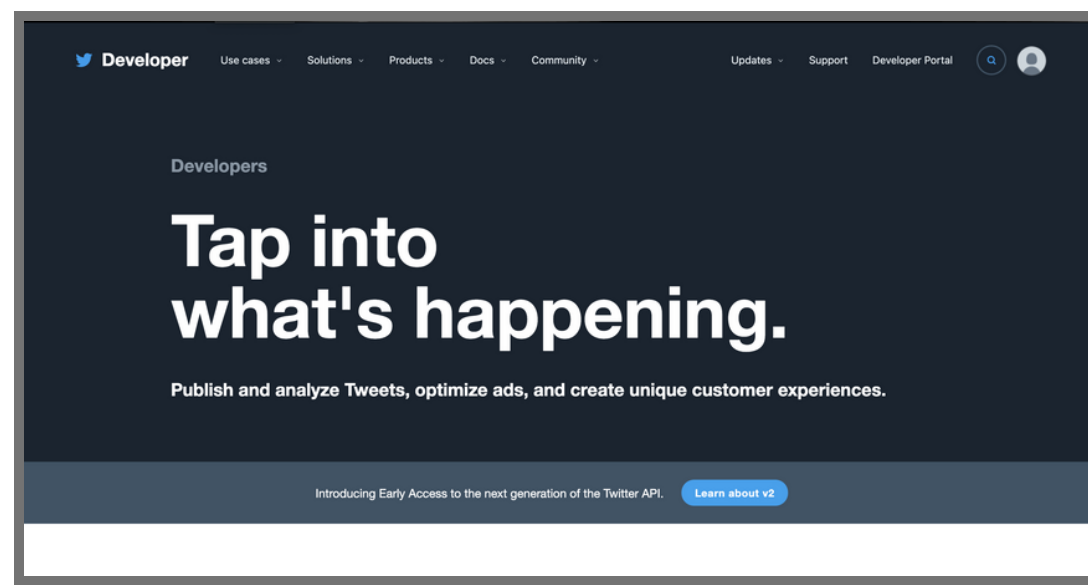 Developer Use cases Solutions Products Docs Community Updates Support Developer Portal
Developers
Tap into
what's happening.
Publish and analyze Tweets, optimize ads, and create unique customer experiences.
Introducing Early Access to the next generation of the Twitter API. Learn about v2